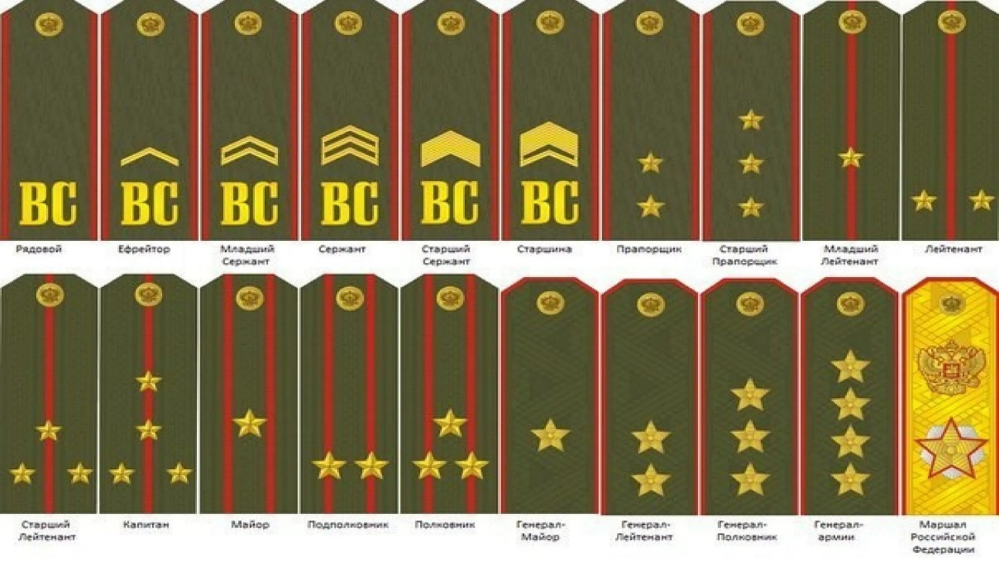 ВС ВС ВС ВС ВС ВС
Рядовой Ефрейтор Младший Сержант Старший Старшина Прапорщик Старший Младший Лейтенант
Сержант Сержант Прапорщик Лейтенант
Старший Капитан Майор Подполковник Полковник Генерал- Генерал- Генерал- Генерал- Маршал
Лейтенант Майор Лейтенант Полковник армии Российской
Федерации